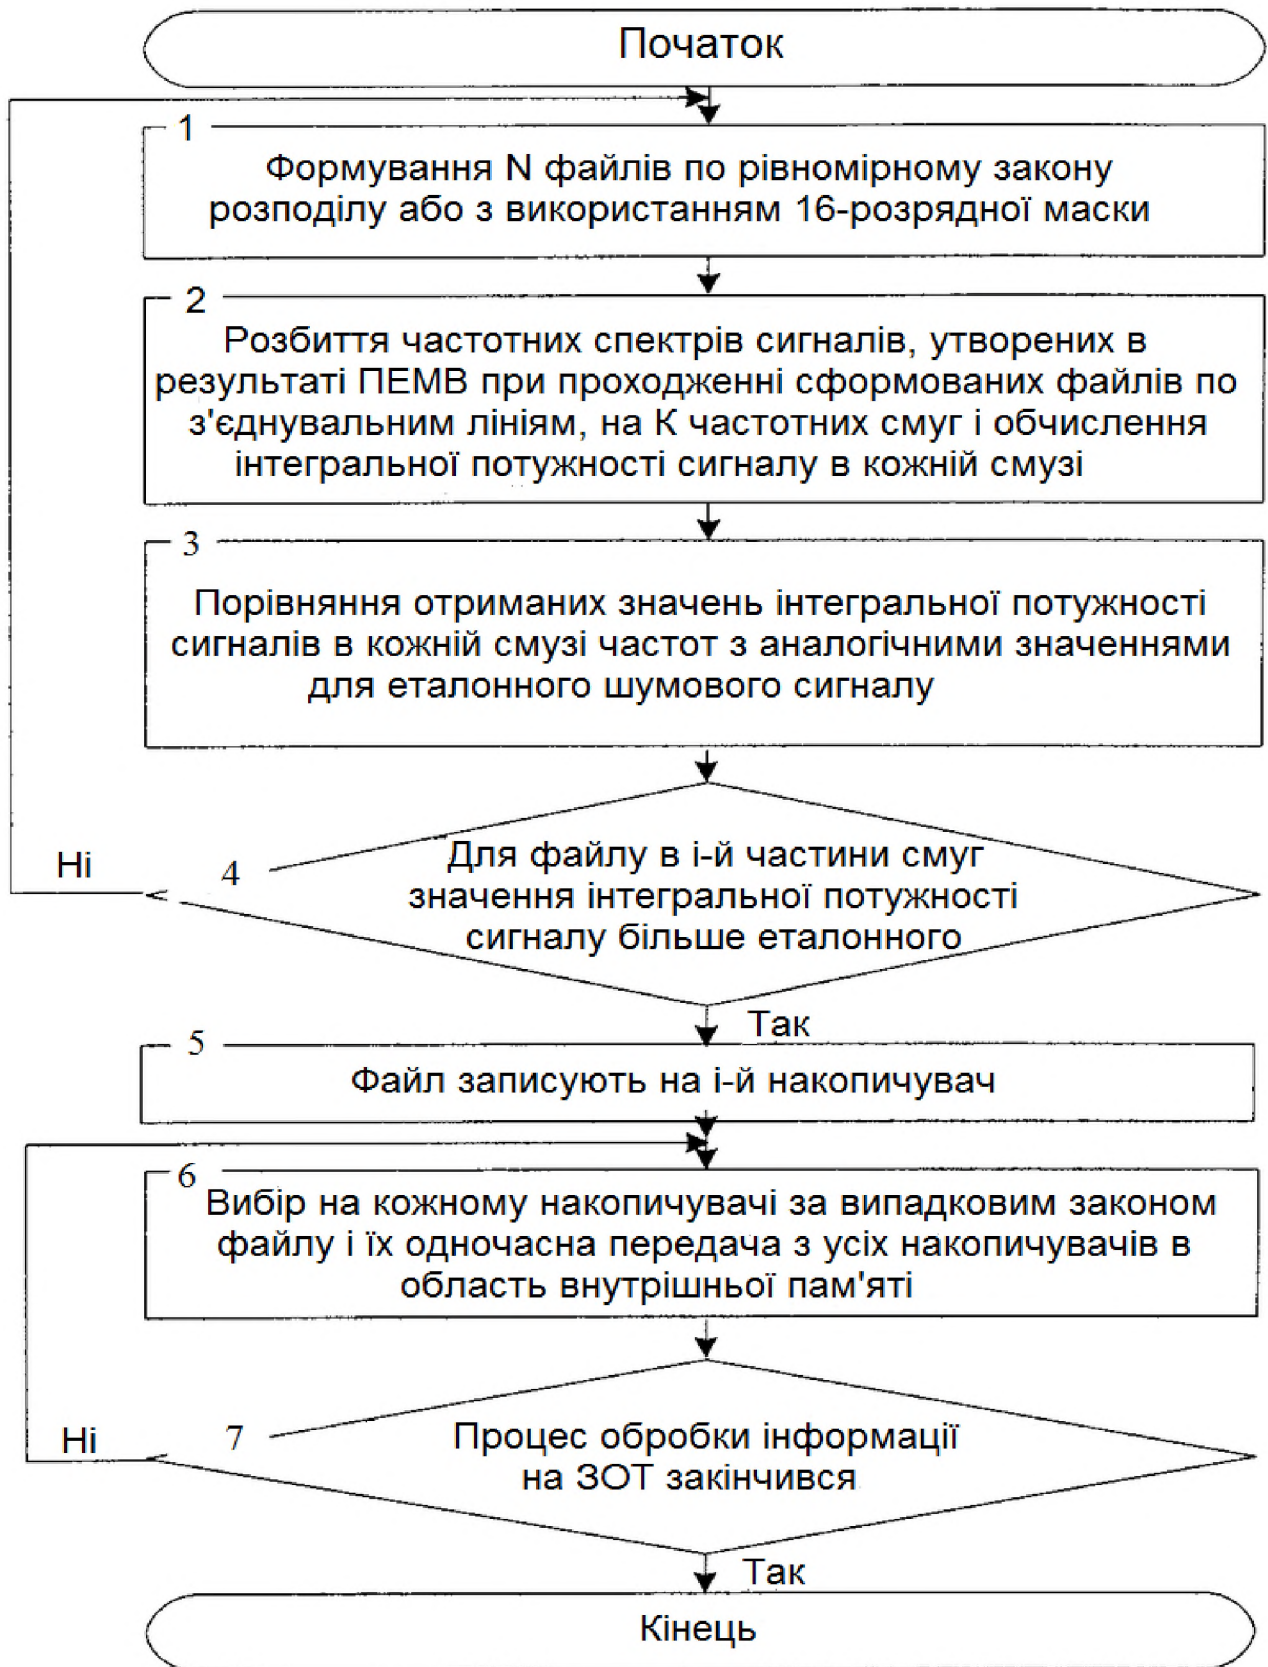 Початок
1
Формування N файлів по рівномірному закону
розподілу або з використанням 16-розрядної маски
2
Розбиття частотних спектрів сигналів, утворених в
результаті ПЕМВ при проходженні сформованих файлів по
з'єднувальним лініям, на К частотних смуг і обчислення
інтегральної потужності сигналу в кожній смузі
3
Порівняння отриманих значень інтегральної потужності
сигналів в кожній смузі частот з аналогічними значеннями
для еталонного шумового сигналу
Ні
4
Для файлу в і-й частини смуг
значення інтегральної потужності
сигналу більше еталонного
Так
5
Файл записують на і-й накопичувач
6
Вибір на кожному накопичувачі за випадковим законом
файлу і їх одночасна передача з усіх накопичувачів в
область внутрішньої пам'яті
Ні
7
Процес обробки інформації
на ЗОТ закінчився
Так
Кінець